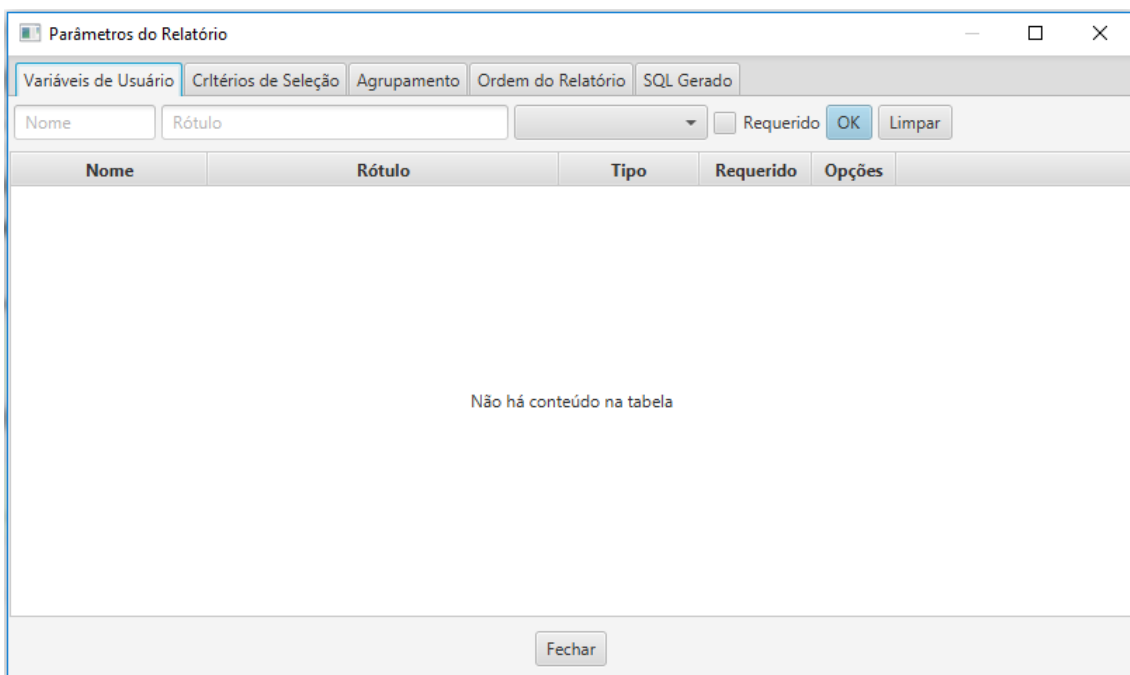 Parâmetros do Relatório
Variáveis de Usuário CrItérios de Seleção Agrupamento Ordem do Relatório SQL Gerado
Nome Rótulo Requerido OK Limpar
Nome Rótulo Tipo Requerido Opções
Não há conteúdo na tabela
Fechar